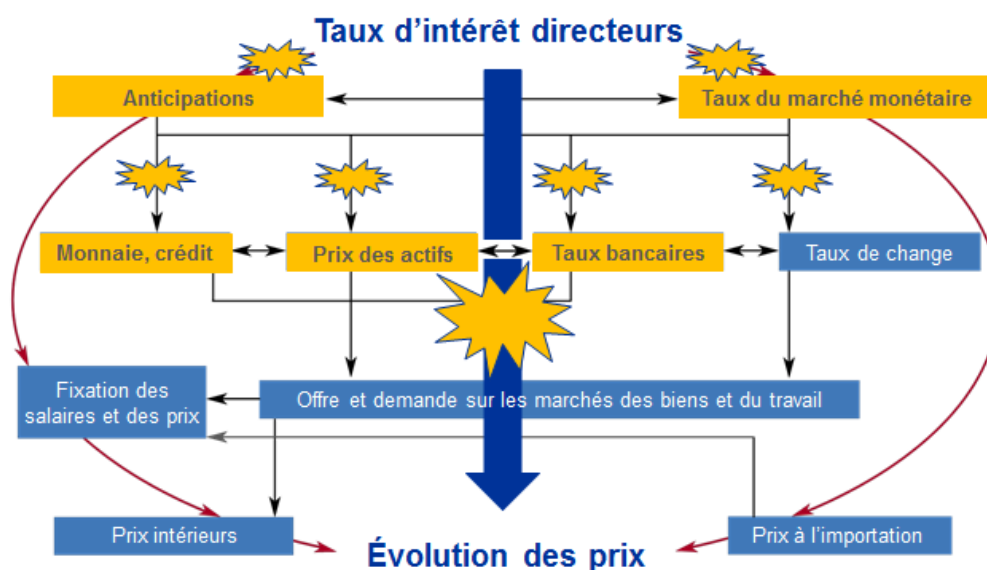 Taux d'intérêt directeurs
Anticipations
Taux du marché monétaire
Monnaie, crédit
Prix des actifs
Taux bancaires
Taux de change
Fixation des
salaires et des prix
Offre et demande sur les marchés des biens et du travail
Prix intérieurs
Prix à l'importation
Évolution des prix